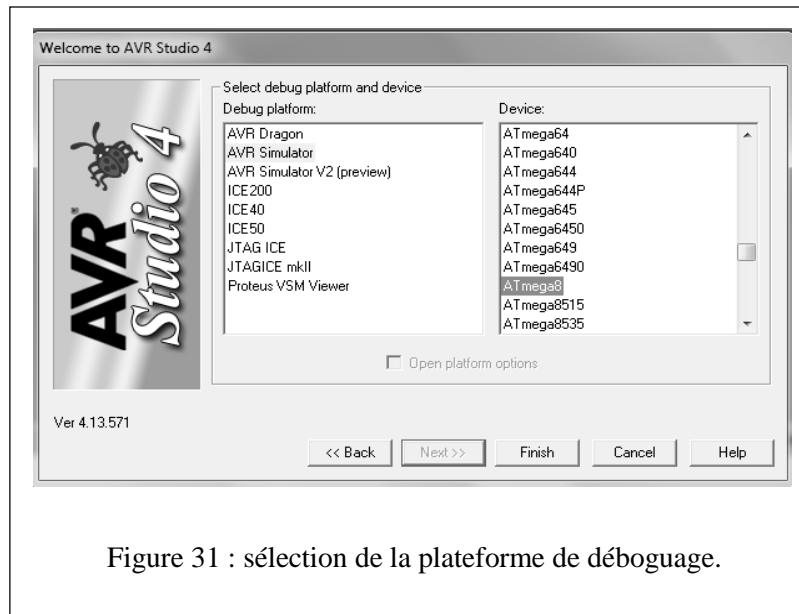 Welcome to AVR Studio 4
AVR Studio 4
Select debug platform and device
Debug platform:
AVR Dragon
AVR Simulator
AVR Simulator V2 (preview)
ICE200
ICE40
ICE50
JTAG ICE
JTAGICE mkII
Proteus VSM Viewer
Device:
ATmega64
ATmega640
ATmega644
ATmega644P
ATmega645
ATmega6450
ATmega649
ATmega6490
ATmega8
ATmega8515
ATmega8535
Open platform options
Ver 4.13.571
<< Back
Next >>
Finish
Cancel
Help
Figure 31 : sélection de la plateforme de déboguage.